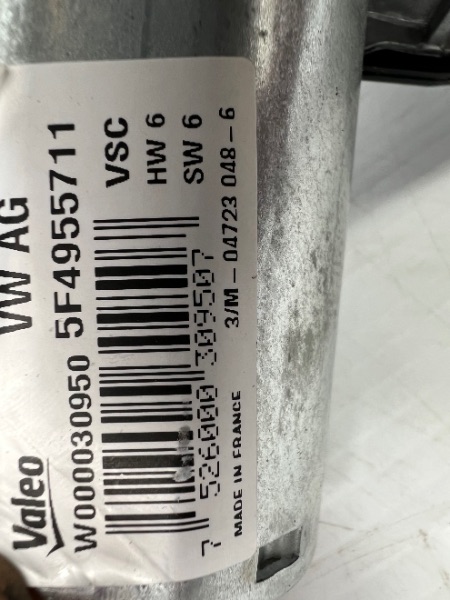 VW AG
Valeo
W000030950 5F4955711
VSC
HW 6
SW 6
7 526000 309507
3/M - 04723 048 - 6
MADE IN FRANCE